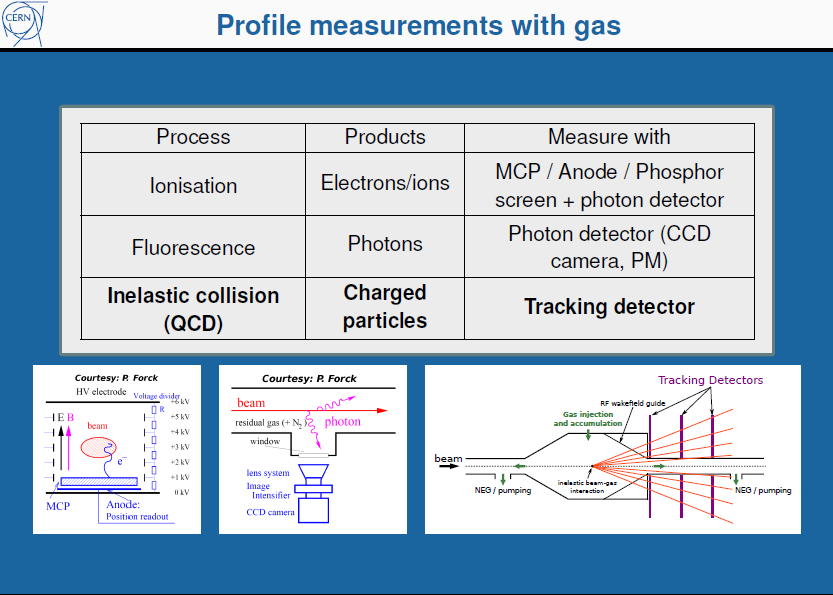 CERN
Profile measurements with gas
Process Products Measure with
Ionisation Electrons/ions MCP / Anode / Phosphor
screen + photon detector
Fluorescence Photons Photon detector (CCD
camera, PM)
Inelastic collision Charged Tracking detector
(QCD) particles
Courtesy: P. Forck
HV electrode
Voltage divider
+6 kV
R
+5 kV
E B
beam
+4 kV
+3 kV
e−
+2 kV
+1 kV
0 kV
MCP
Anode:
Position readout
Courtesy: P. Forck
beam
residual gas (+ N2)
photon
window
lens system
Image
Intensifier
CCD camera
Tracking Detectors
RF wakefield guide
Gas injection
and accumulation
beam
inelastic beam-gas
interaction
NEG / pumping
NEG / pumping